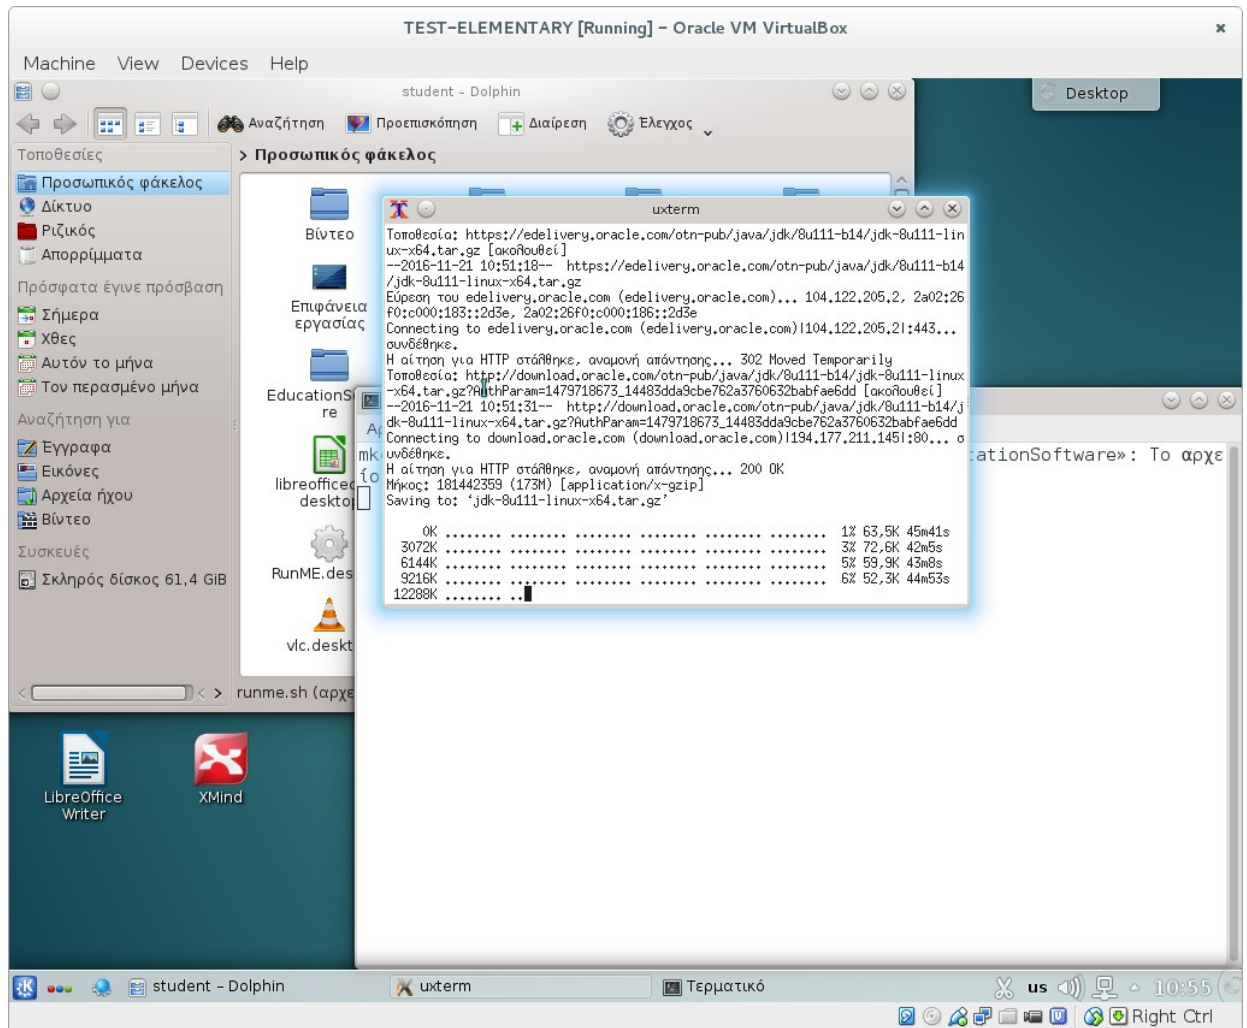 TEST-ELEMENTARY [Running] - Oracle VM VirtualBox
Machine View Devices Help
student - Dolphin
Αναζήτηση Προεπισκόπηση Διαίρεση Έλεγχος
Τοποθεσίες
Προσωπικός φάκελος
Δίκτυο
Ριζικός
Απορρίμματα
Πρόσφατα έγινε πρόσβαση
Σήμερα
Χθες
Αυτόν το μήνα
Τον περασμένο μήνα
Αναζήτηση για
Έγγραφα
Εικόνες
Αρχεία ήχου
Βίντεο
Συσκευές
Σκληρός δίσκος 61,4 GiB
> Προσωπικός φάκελος
Βίντεο
Επιφάνεια
εργασίας
EducationS
re
libreofficec
desktop
RunME.des
vlc.deskt
runme.sh (αρχε
Desktop
uxterm
Τοποθεσία: https://edelivery.oracle.com/otn-pub/java/jdk/8u111-b14/jdk-8u111-lin
ux-x64.tar.gz [ακολουθεί]
--2016-11-21 10:51:18-- https://edelivery.oracle.com/otn-pub/java/jdk/8u111-b14
/jdk-8u111-linux-x64.tar.gz
Εύρεση του edelivery.oracle.com (edelivery.oracle.com)... 104.122.205.2, 2a02:26
f0:c000:183::2d3e, 2a02:26f0:c000:186::2d3e
Connecting to edelivery.oracle.com (edelivery.oracle.com)|104.122.205.2|:443...
συνδέθηκε.
Η αίτηση για HTTP στάθηκε, αναμονή απάντησης... 302 Moved Temporarily
Τοποθεσία: http://download.oracle.com/otn-pub/java/jdk/8u111-b14/jdk-8u111-linux
-x64.tar.gz?AuthParam=1479718673_14483dda9cbe762a3760632babfae6dd [ακολουθεί]
--2016-11-21 10:51:31-- http://download.oracle.com/otn-pub/java/jdk/8u111-b14/j
dk-8u111-linux-x64.tar.gz?AuthParam=1479718673_14483dda9cbe762a3760632babfae6dd
Connecting to download.oracle.com (download.oracle.com)|194.177.211.145|:80... σ
υνδέθηκε.
Η αίτηση για HTTP στάθηκε, αναμονή απάντησης... 200 OK
Μήκος: 181442359 (173M) [application/x-gzip]
Saving to: ‘jdk-8u111-linux-x64.tar.gz’
0K ........ ........ ........ ........ ........ ........ 1% 63,5K 45m41s
3072K ........ ........ ........ ........ ........ ........ 3% 72,6K 42m5s
6144K ........ ........ ........ ........ ........ ........ 5% 59,9K 43m8s
9216K ........ ........ ........ ........ ........ ........ 6% 52,3K 44m53s
12288K ........ ..
cationSoftware»: Το αρχε
ίο
LibreOffice
Writer
XMind
student - Dolphin
uxterm
Τερματικό
us
10:55
Right Ctrl